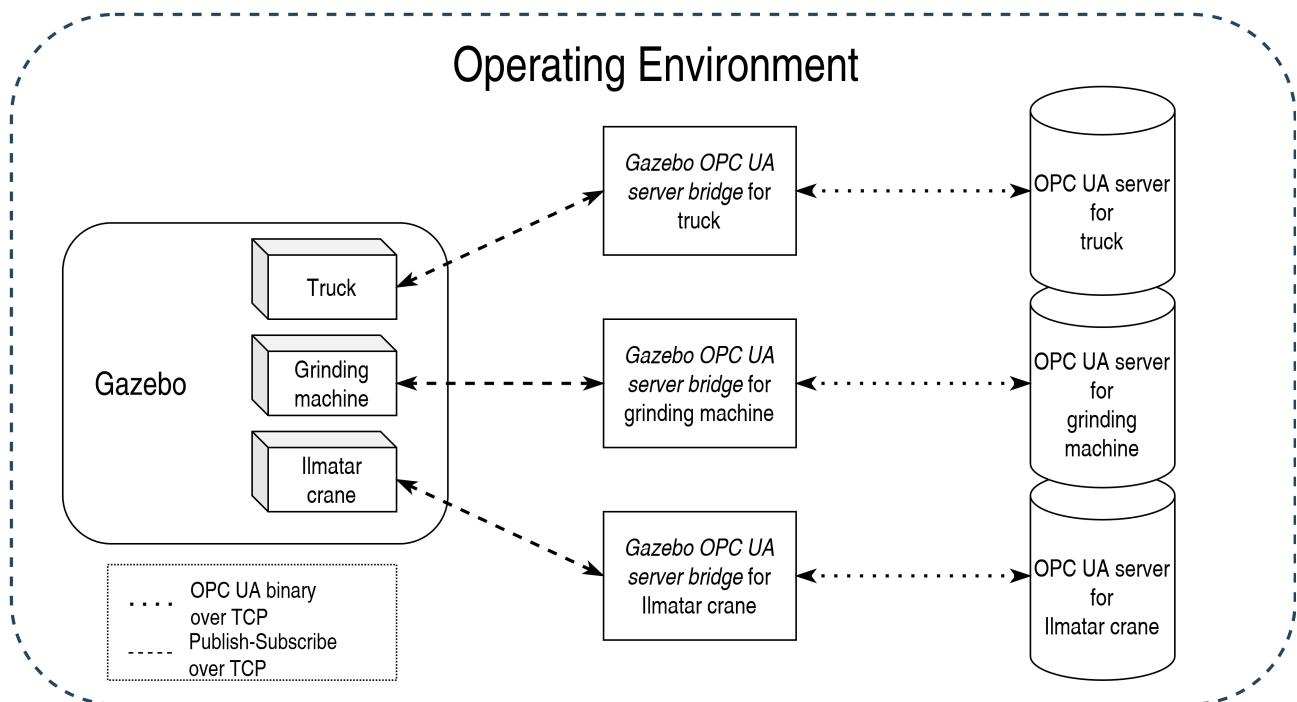 Operating Environment
Gazebo
Truck
Grinding
machine
Ilmatar
crane
Gazebo OPC UA
server bridge for
truck
Gazebo OPC UA
server bridge for
grinding machine
Gazebo OPC UA
server bridge for
Ilmatar crane
OPC UA server
for
truck
OPC UA server
for
grinding
machine
OPC UA server
for
Ilmatar crane
OPC UA binary
over TCP
Publish-Subscribe
over TCP